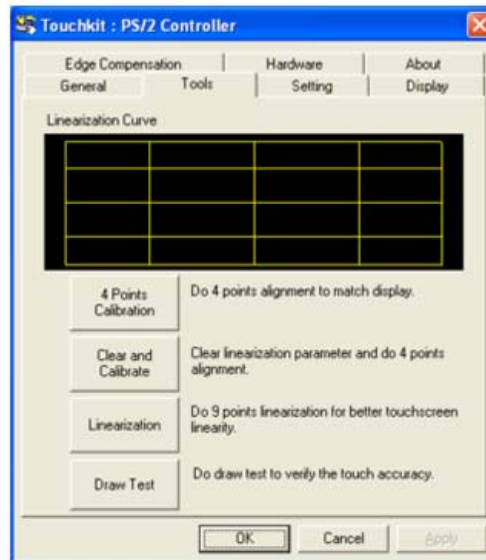 Touchkit : PS/2 Controller
Edge Compensation Hardware About
General Tools Setting Display
Linearization Curve
4 Points
Calibration
Do 4 points alignment to match display.
Clear and
Calibrate
Clear linearization parameter and do 4 points
alignment.
Linearization
Do 9 points linearization for better touchscreen
linearity.
Draw Test
Do draw test to verify the touch accuracy.
OK Cancel Apply